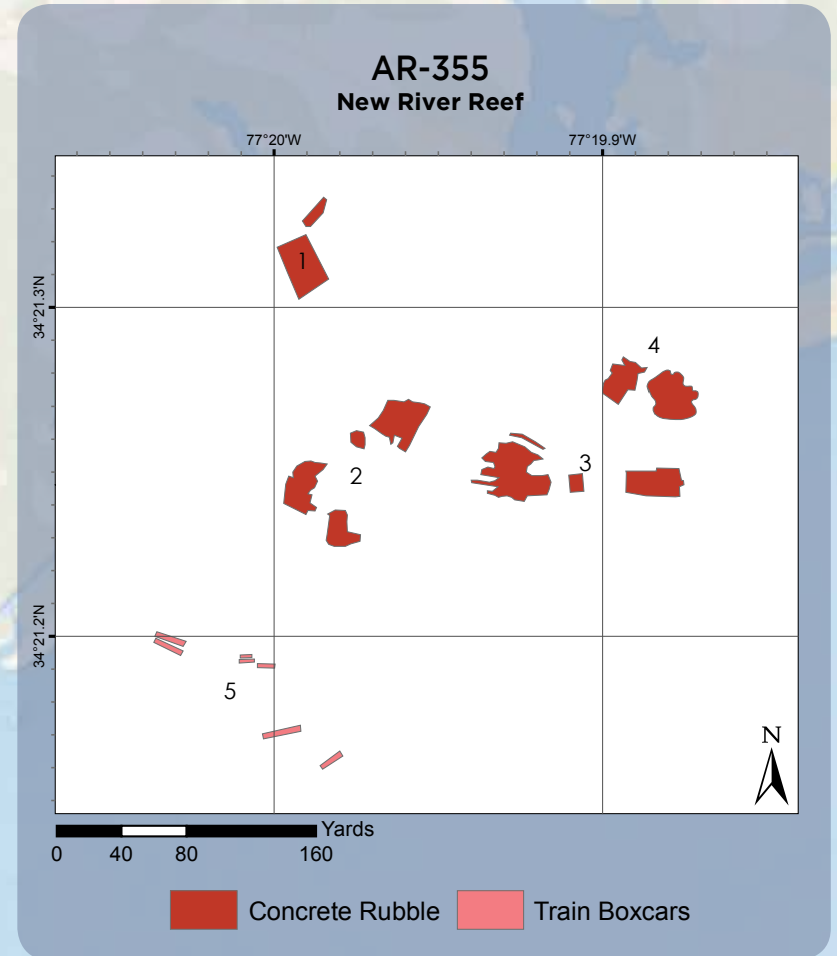 AR-355
New River Reef
77°20'W 77°19.9'W
1
34°21.3'N
4
3
2
34°21.2'N
5
N
Yards
0 40 80 160
Concrete Rubble Train Boxcars